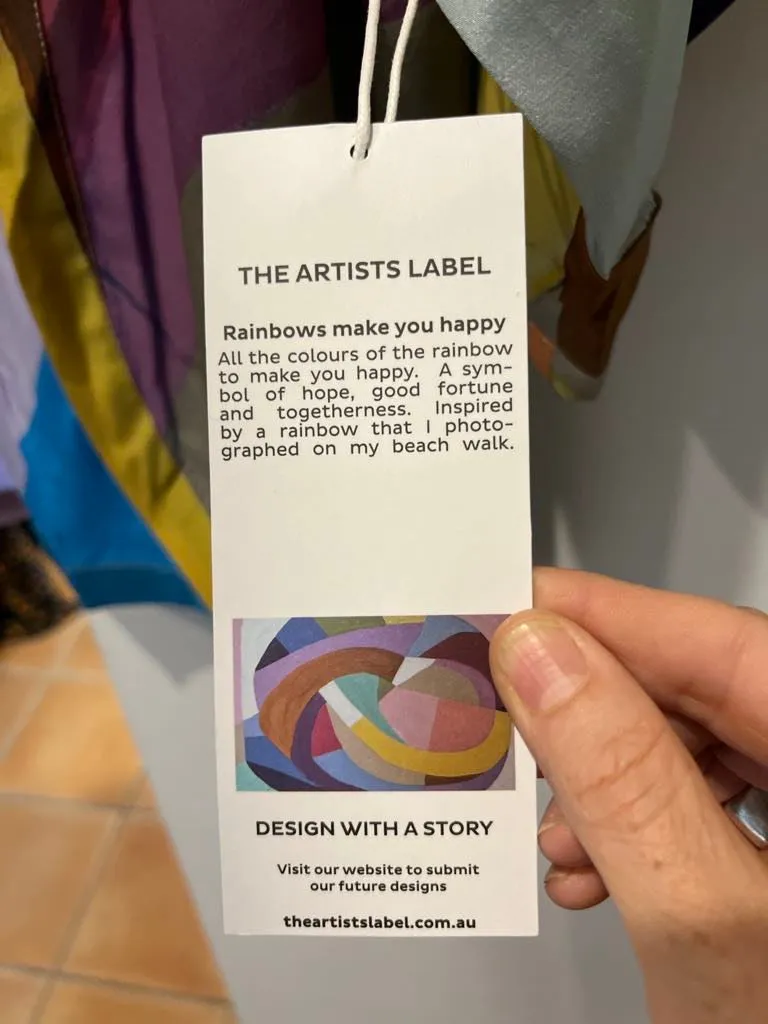 THE ARTISTS LABEL
Rainbows make you happy
All the colours of the rainbow
to make you happy. A sym-
bol of hope, good fortune
and togetherness. Inspired
by a rainbow that I photo-
graphed on my beach walk.
DESIGN WITH A STORY
Visit our website to submit
our future designs
theartistslabel.com.au